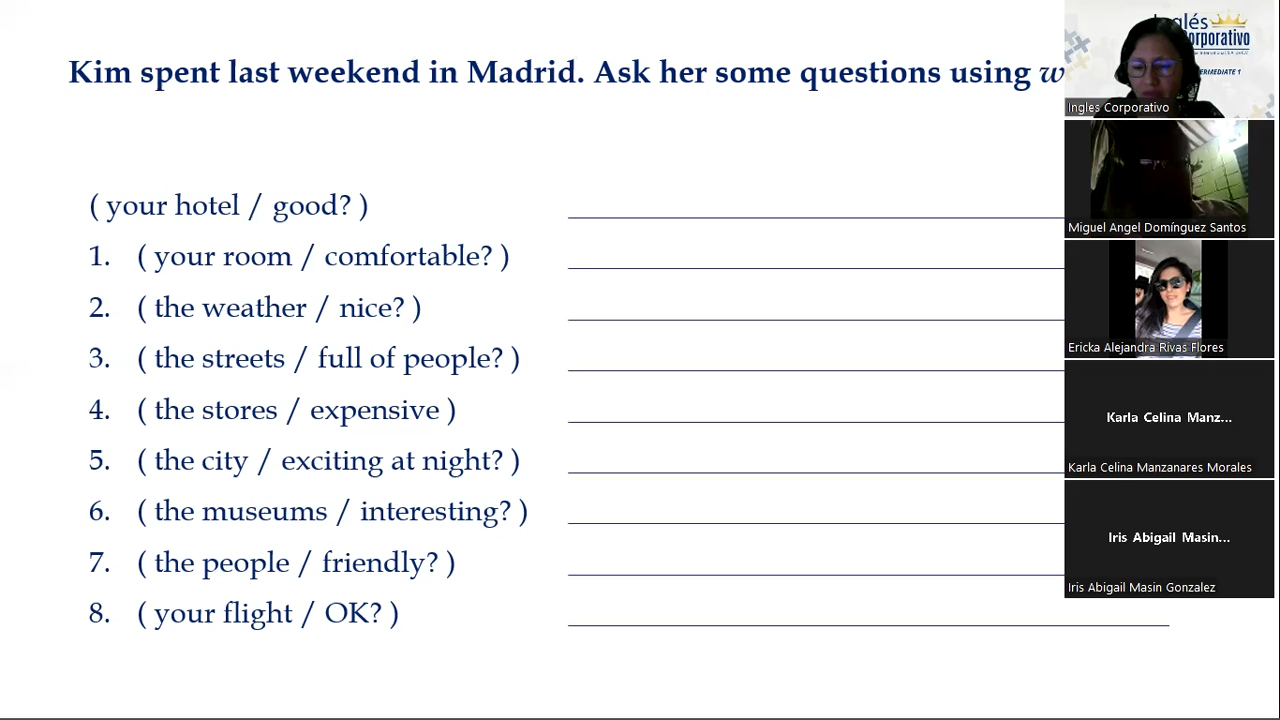 Kim spent last weekend in Madrid. Ask her some questions using w
( your hotel / good? )
1. ( your room / comfortable? )
2. ( the weather / nice? )
3. ( the streets / full of people? )
4. ( the stores / expensive )
5. ( the city / exciting at night? )
6. ( the museums / interesting? )
7. ( the people / friendly? )
8. ( your flight / OK? )
Ingles Corporativo
Miguel Angel Domínguez Santos
Ericka Alejandra Rivas Flores
Karla Celina Manz...
Karla Celina Manzanares Morales
Iris Abigail Masin...
Iris Abigail Masin Gonzalez